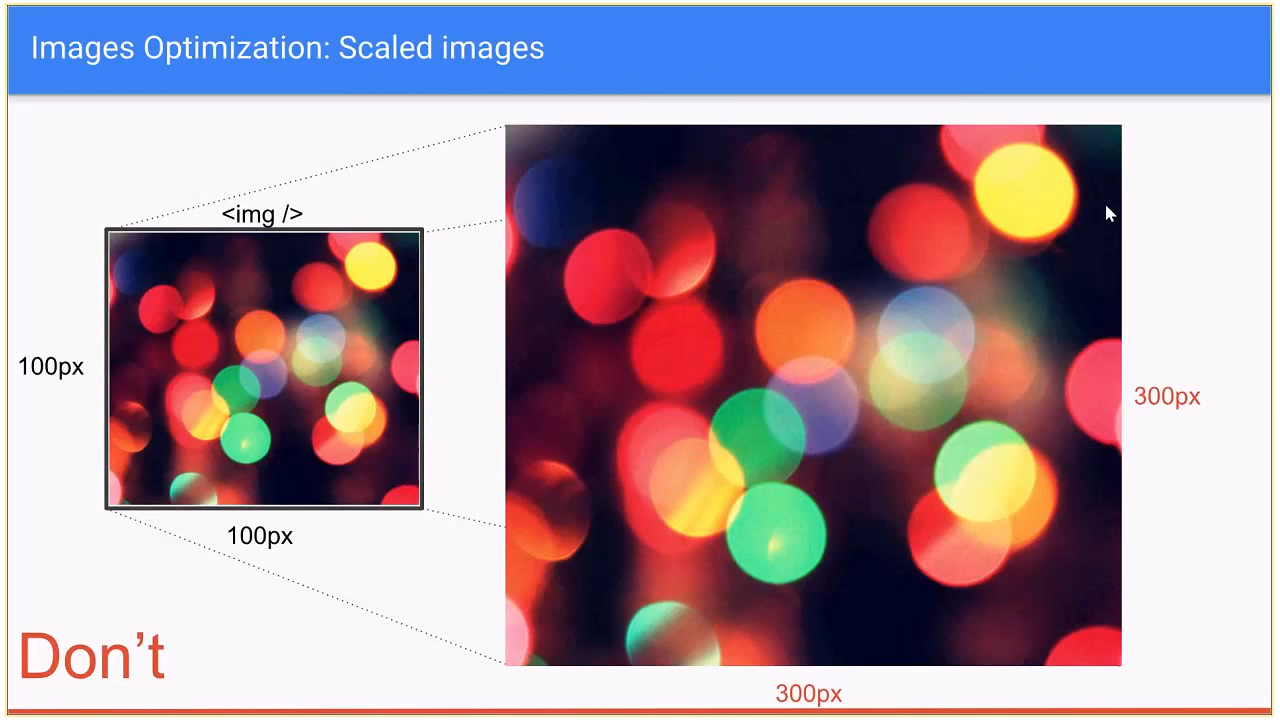 Images Optimization: Scaled images
<img />
100px
100px
300px
300px
Don't